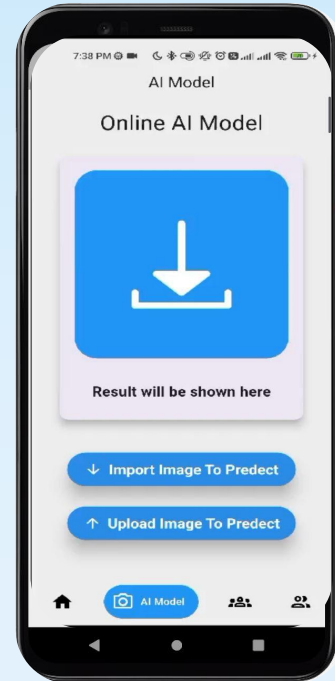 7:38 PM
AI Model
Online AI Model
Result will be shown here
Import Image To Predect
Upload Image To Predect
AI Model